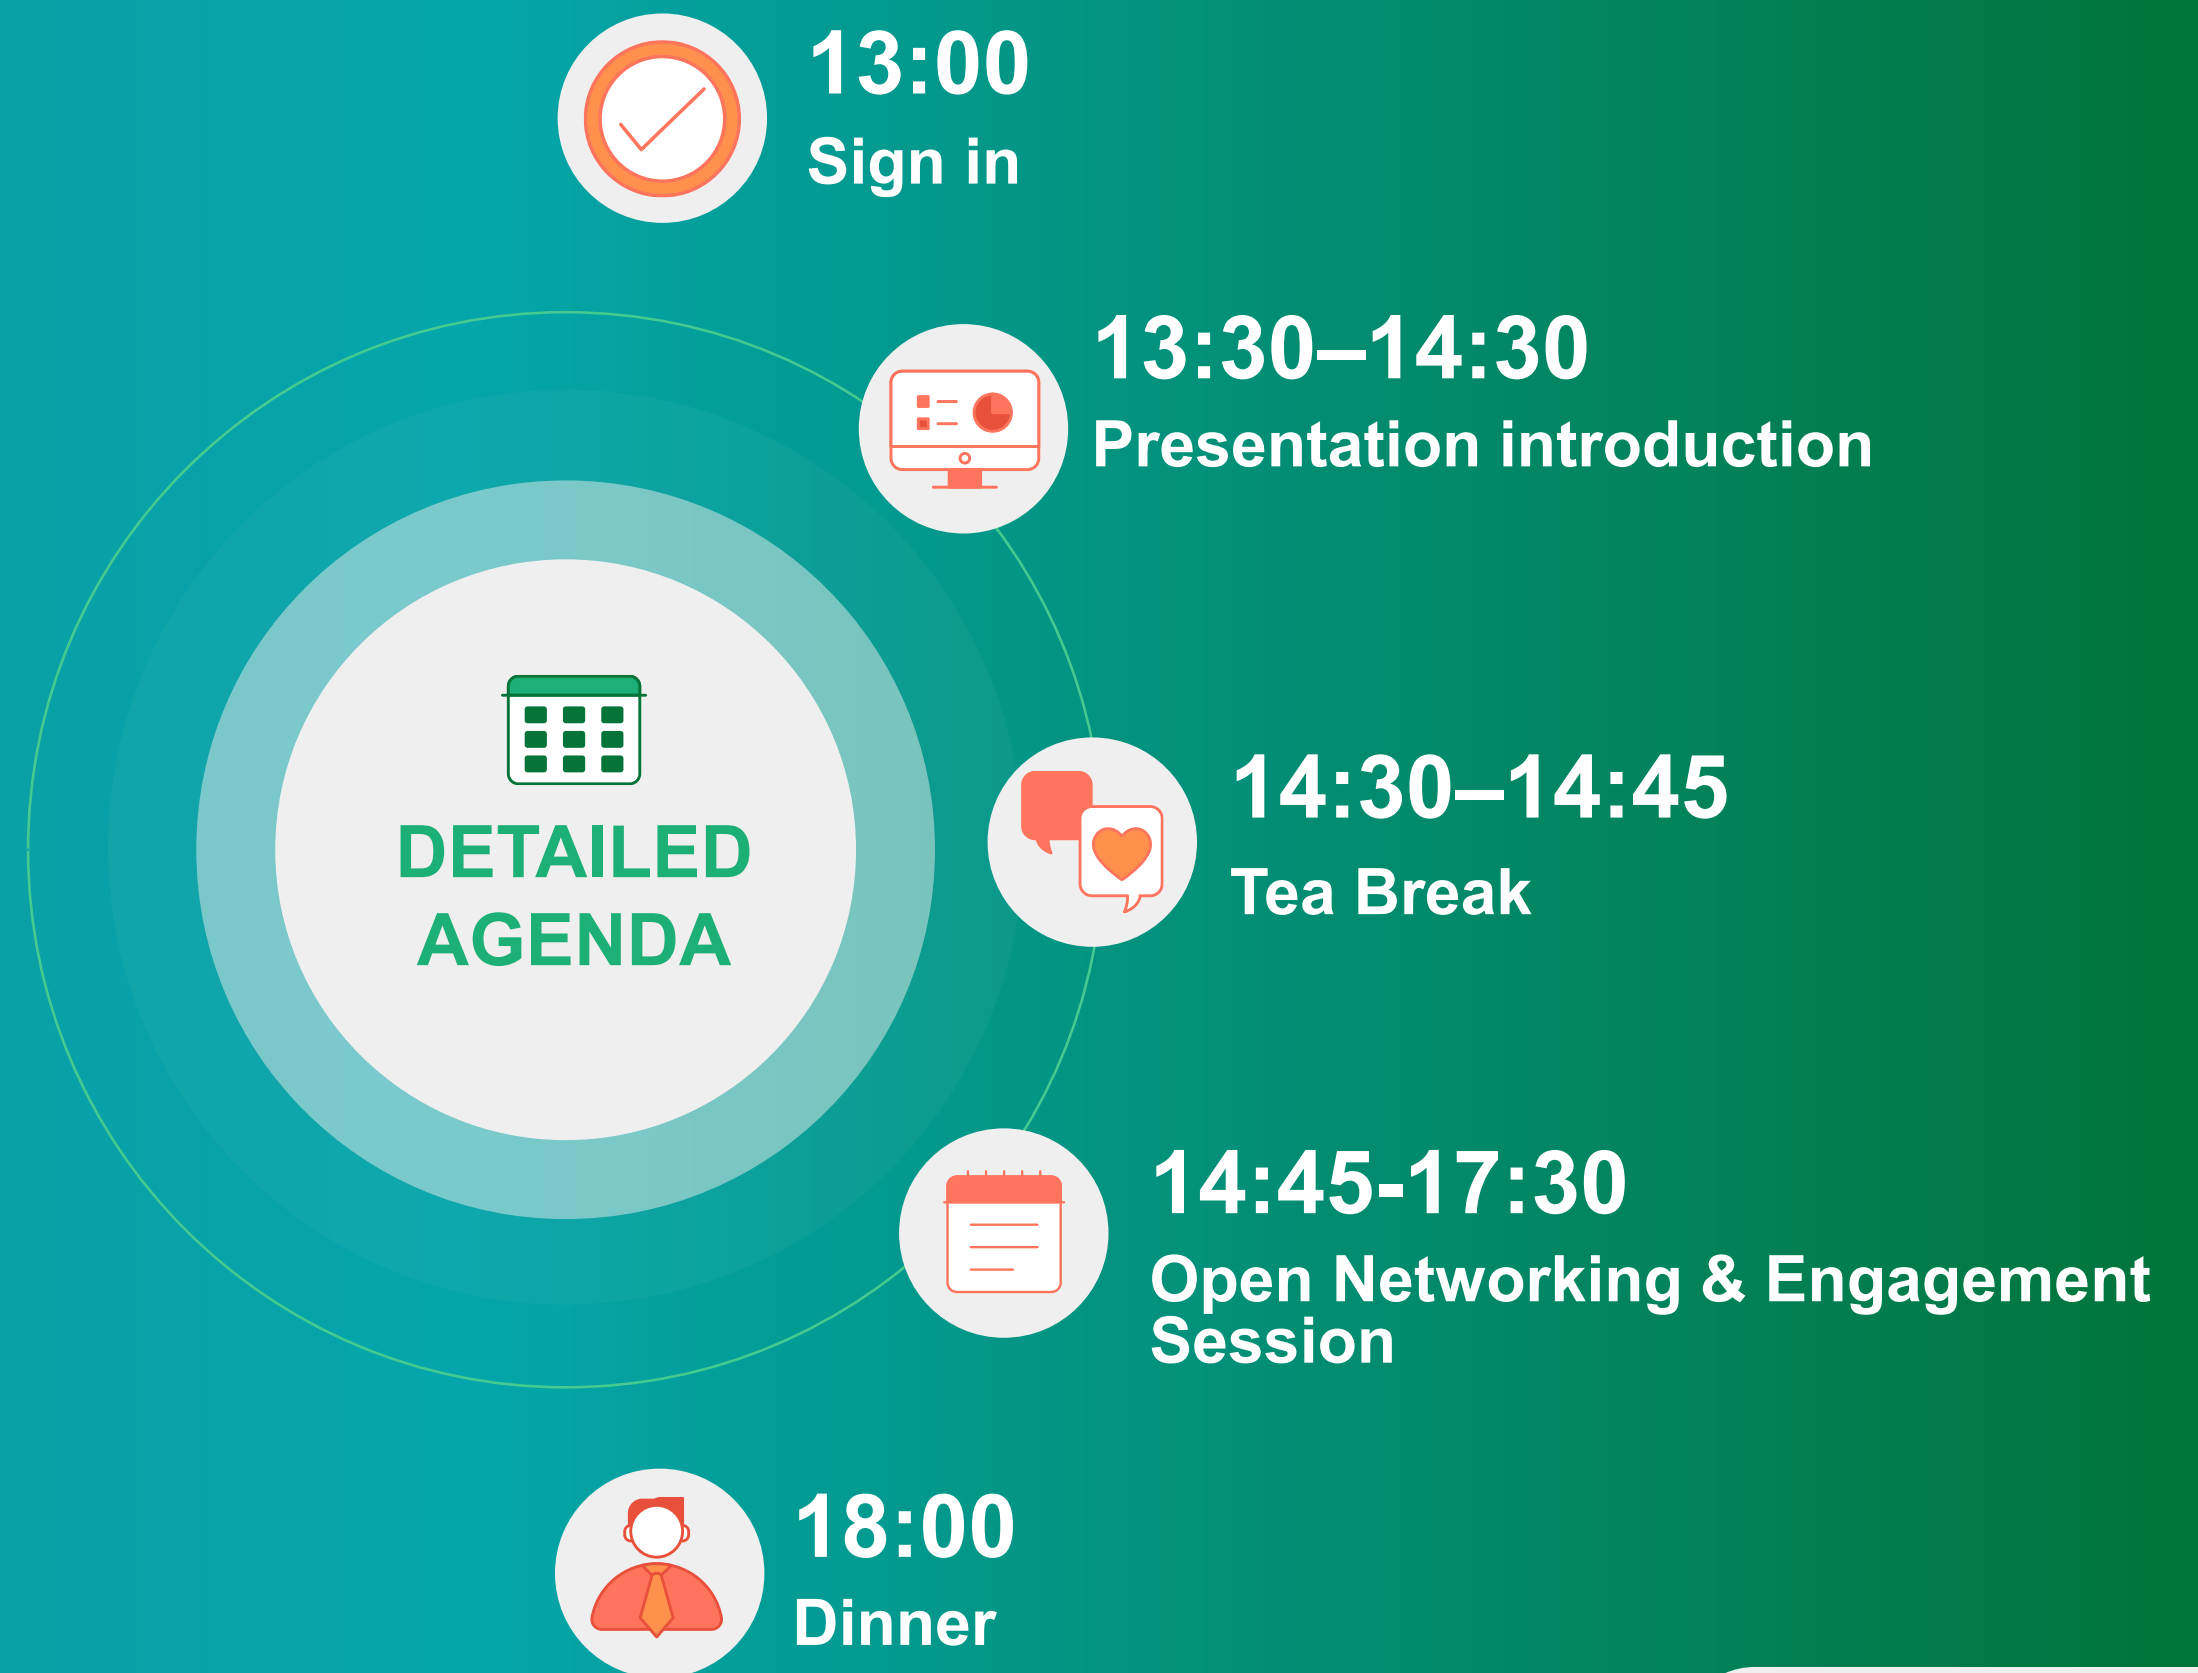 13:00
Sign in
13:30–14:30
Presentation introduction
DETAILED
AGENDA
14:30–14:45
Tea Break
14:45-17:30
Open Networking & Engagement
Session
18:00
Dinner